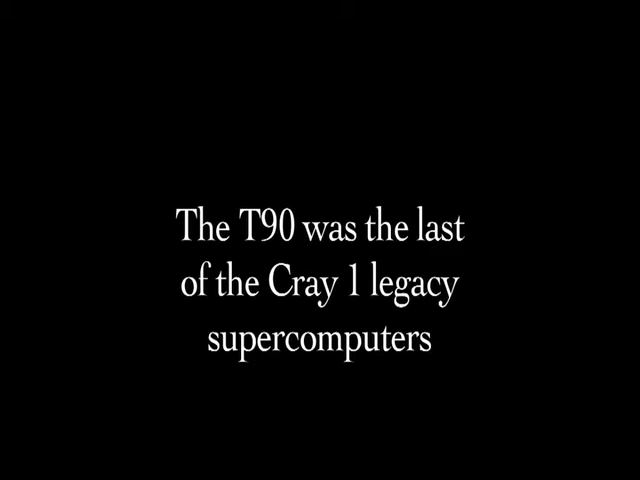 The T90 was the last
of the Cray 1 legacy
supercomputers